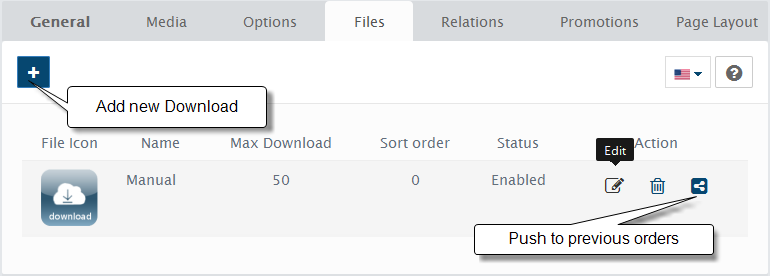 General Media Options Files Relations Promotions Page Layout
+
?
Add new Download
File Icon Name Max Download Sort order Status Action
Edit
Manual 50 0 Enabled
download
Push to previous orders